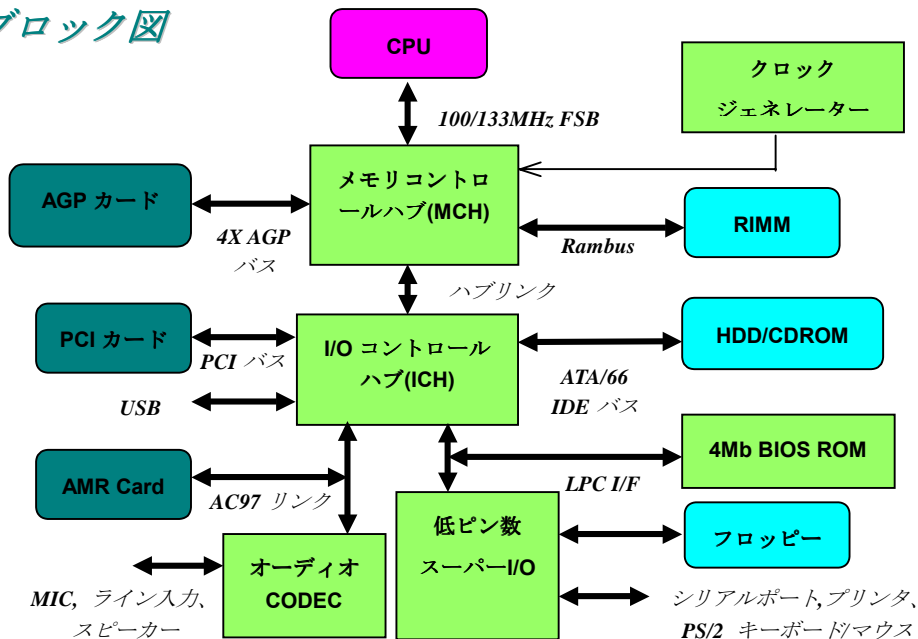 ブロック図
CPU
クロック
ジェネレーター
100/133MHz FSB
メモリコントロ
ールハブ(MCH)
AGP カード
4X AGP
バス
Rambus
RIMM
ハブリンク
PCI カード
PCI バス
I/O コントロール
ハブ(ICH)
HDD/CDROM
ATA/66
IDE バス
USB
4Mb BIOS ROM
AMR Card
AC97 リンク
LPC I/F
低ピン数
スーパーI/O
フロッピー
オーディオ
CODEC
MIC, ライン入力、
スピーカー
シリアルポート,プリンタ、
PS/2 キーボード/マウス